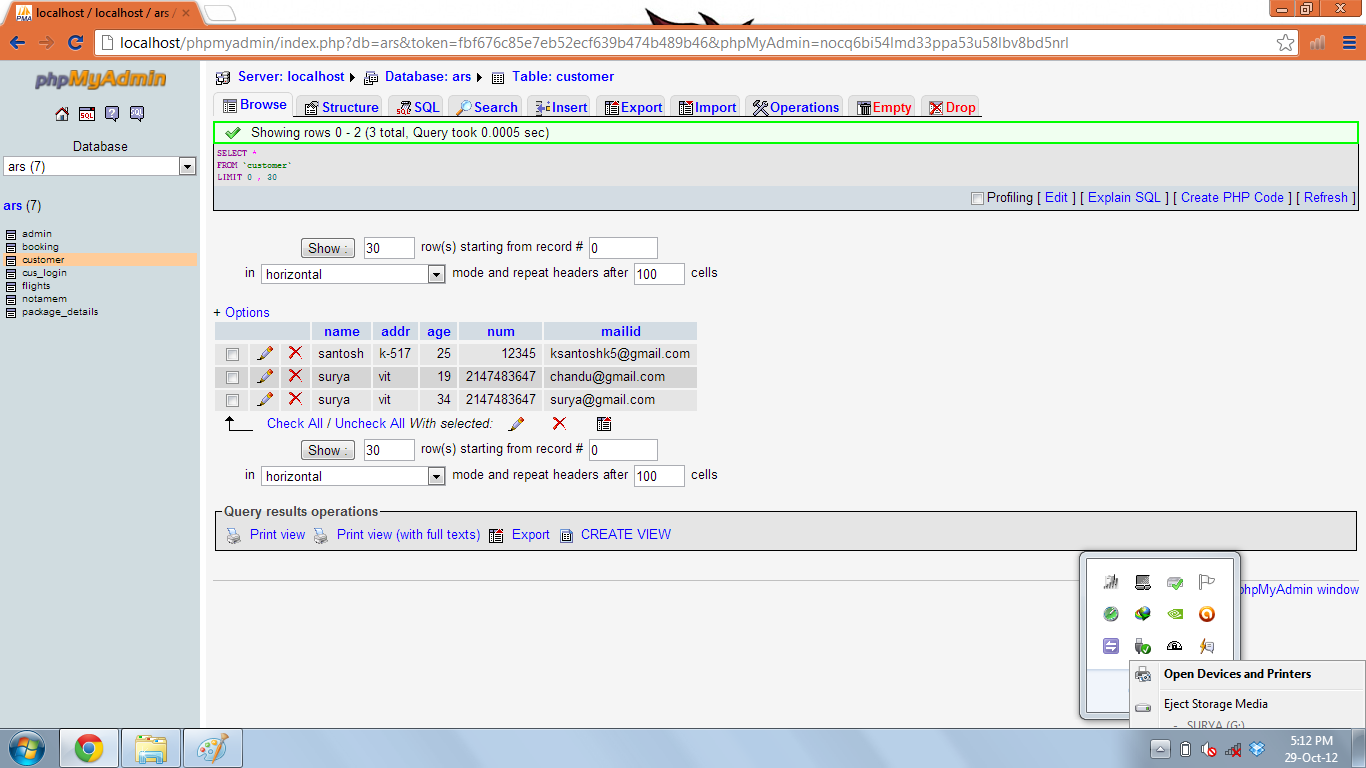 localhost / localhost / ars /
localhost/phpmyadmin/index.php?db=ars&token=fbf676c85e7eb52ecf639b474b489b46&phpMyAdmin=nocq6bi54lmd33ppa53u58lbv8bd5nrl
phpMyAdmin
Database
ars (7)
ars (7)
admin
booking
customer
cus_login
flights
notamem
package_details
Server: localhost Database: ars Table: customer
Browse Structure SQL Search Insert Export Import Operations Empty Drop
Showing rows 0 - 2 (3 total, Query took 0.0005 sec)
SELECT *
FROM `customer`
LIMIT 0 , 30
Profiling [ Edit ] [ Explain SQL ] [ Create PHP Code ] [ Refresh ]
Show : 30 row(s) starting from record # 0
in horizontal mode and repeat headers after 100 cells
+ Options
name addr age num mailid
santosh k-517 25 12345 ksantoshk5@gmail.com
surya vit 19 2147483647 chandu@gmail.com
surya vit 34 2147483647 surya@gmail.com
Check All / Uncheck All With selected:
Show : 30 row(s) starting from record # 0
in horizontal mode and repeat headers after 100 cells
Query results operations
Print view Print view (with full texts) Export CREATE VIEW
phpMyAdmin window
Open Devices and Printers
Eject Storage Media
- SURYA (G:)
5:12 PM
29-Oct-12